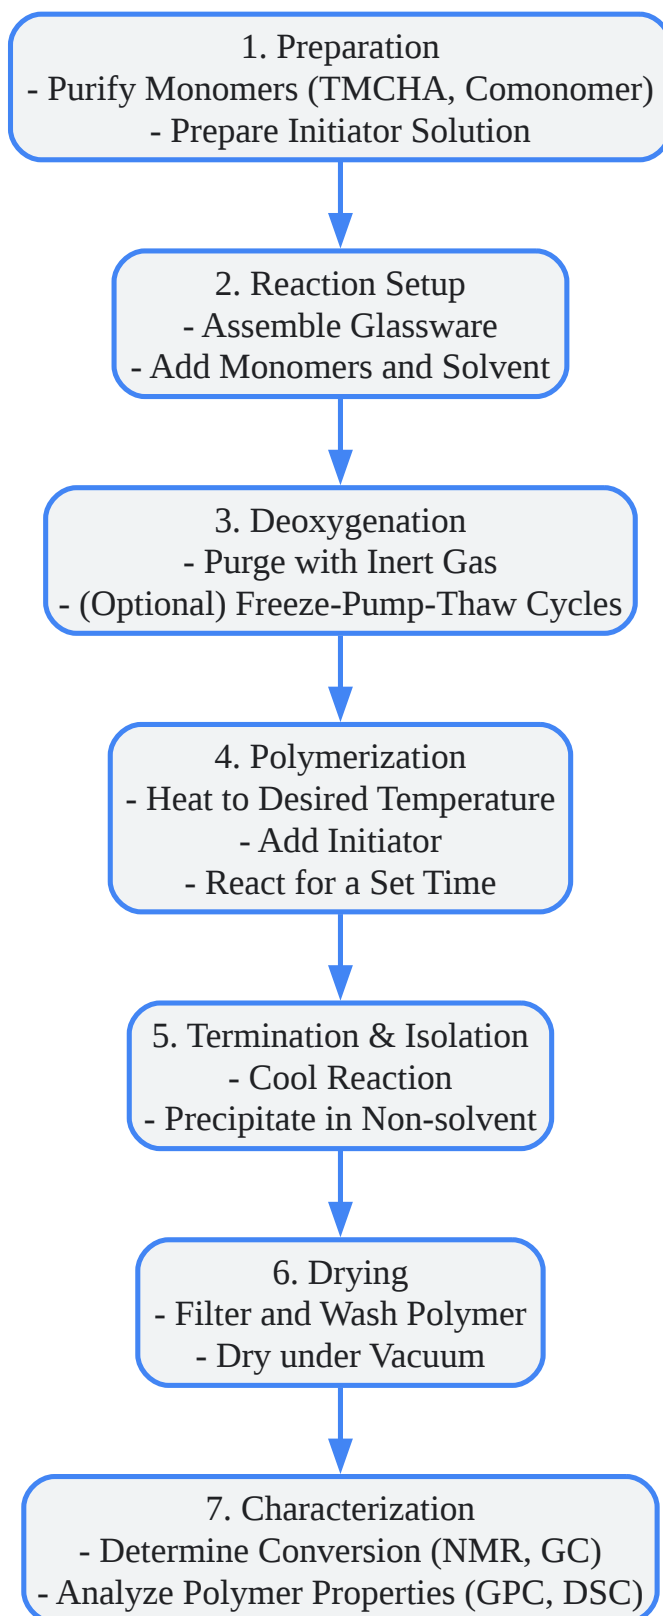 1. Preparation
- Purify Monomers (TMCHA, Comonomer)
- Prepare Initiator Solution
2. Reaction Setup
- Assemble Glassware
- Add Monomers and Solvent
3. Deoxygenation
- Purge with Inert Gas
- (Optional) Freeze-Pump-Thaw Cycles
4. Polymerization
- Heat to Desired Temperature
- Add Initiator
- React for a Set Time
5. Termination & Isolation
- Cool Reaction
- Precipitate in Non-solvent
6. Drying
- Filter and Wash Polymer
- Dry under Vacuum
7. Characterization
- Determine Conversion (NMR, GC)
- Analyze Polymer Properties (GPC, DSC)